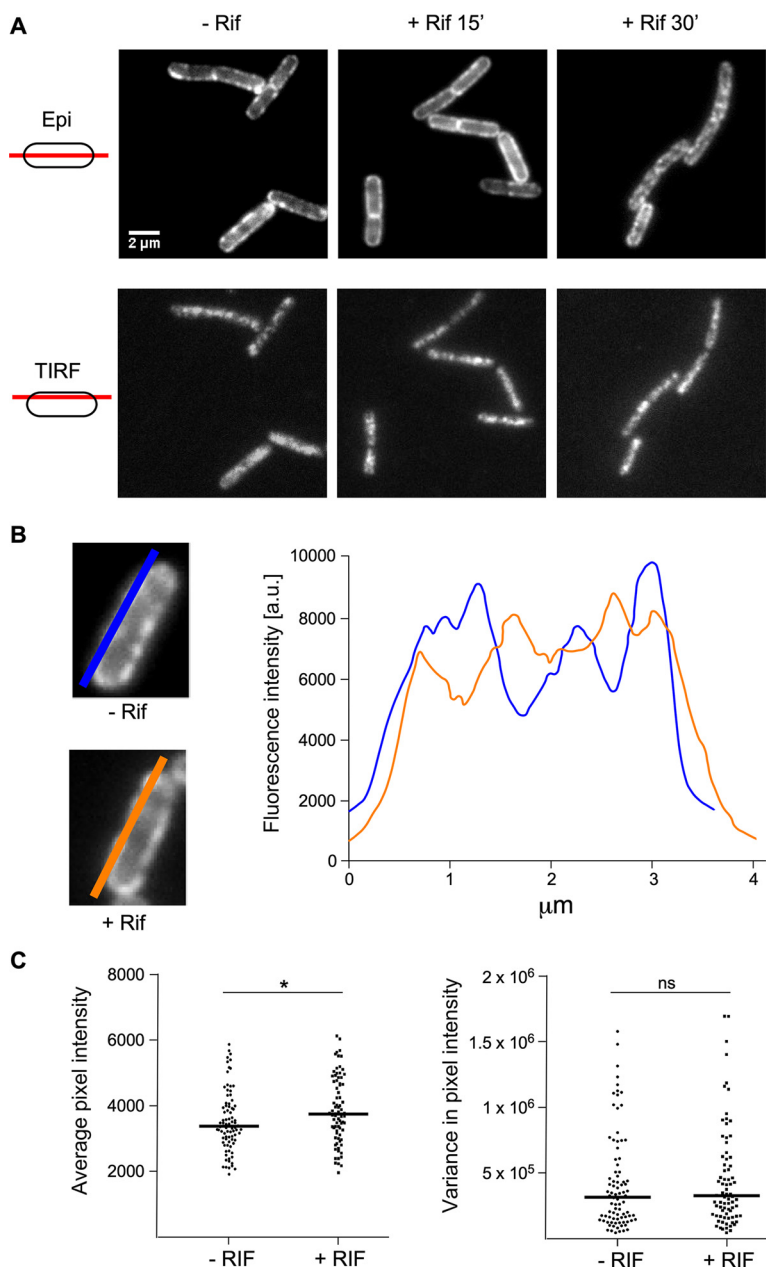 A
- Rif
+ Rif 15’
+ Rif 30’
Epi
2 µm
TIRF
B
- Rif
+ Rif
Fluorescence intensity [a.u.]
10000
8000
6000
4000
2000
0
0 1 2 3 4
µm
C
Average pixel intensity
8000
6000
4000
2000
*
- RIF + RIF
Variance in pixel intensity
2 x 10⁶
1.5 x 10⁶
1 x 10⁶
5 x 10⁵
ns
- RIF + RIF